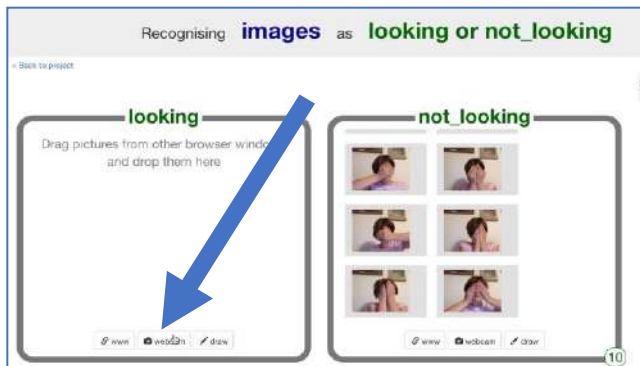 Recognising images as looking or not_looking
< Back to project
looking
Drag pictures from other browser
and drop them here
www webcam draw
not_looking
www webcam draw
10